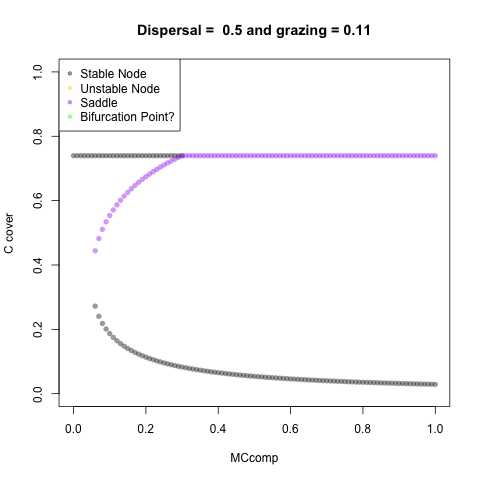 Dispersal =  0.5 and grazing = 0.11
Stable Node
Unstable Node
Saddle
Bifurcation Point?
C cover
1.0
0.8
0.6
0.4
0.2
0.0
0.0 0.2 0.4 0.6 0.8 1.0
MCcomp